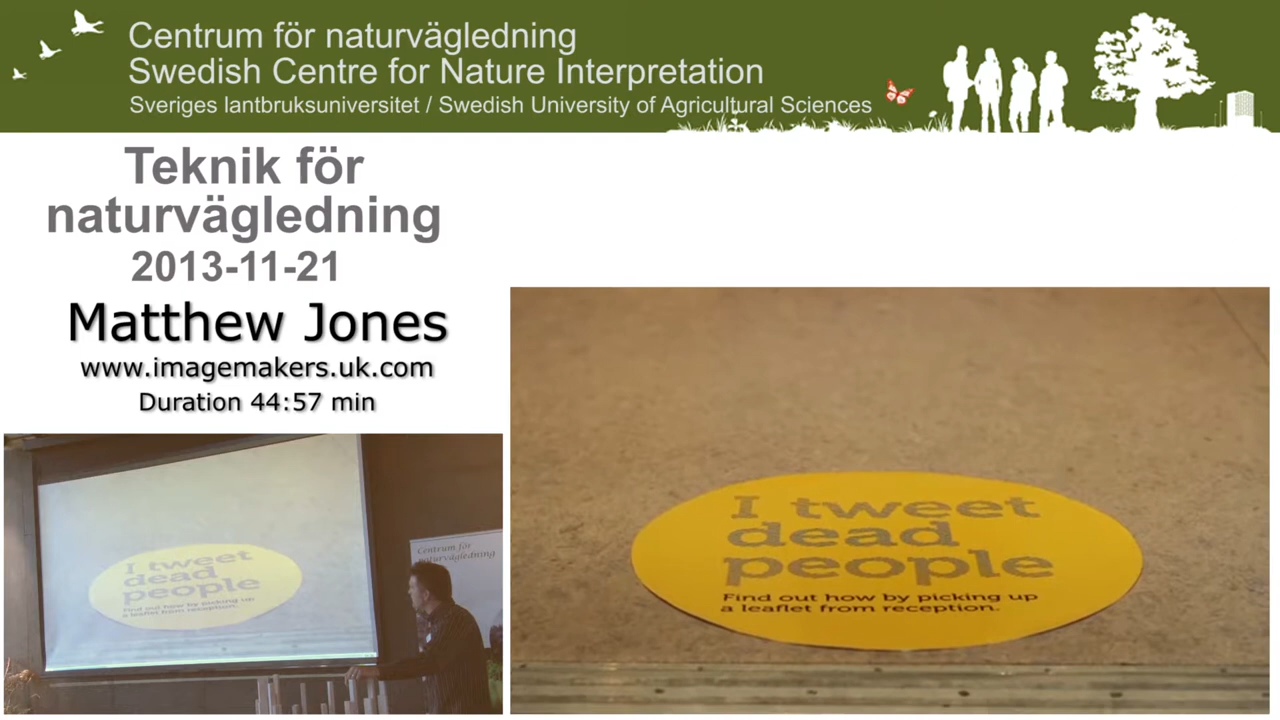 Centrum för naturvägledning
Swedish Centre for Nature Interpretation
Sveriges lantbruksuniversitet / Swedish University of Agricultural Sciences
Teknik för
naturvägledning
2013-11-21
Matthew Jones
www.imagemakers.uk.com
Duration 44:57 min
I tweet
dead
people
Find out how by picking up
a leaflet from reception.
Centrum för
naturvägledning
I tweet
dead
people
Find out how by picking up
a leaflet from reception.